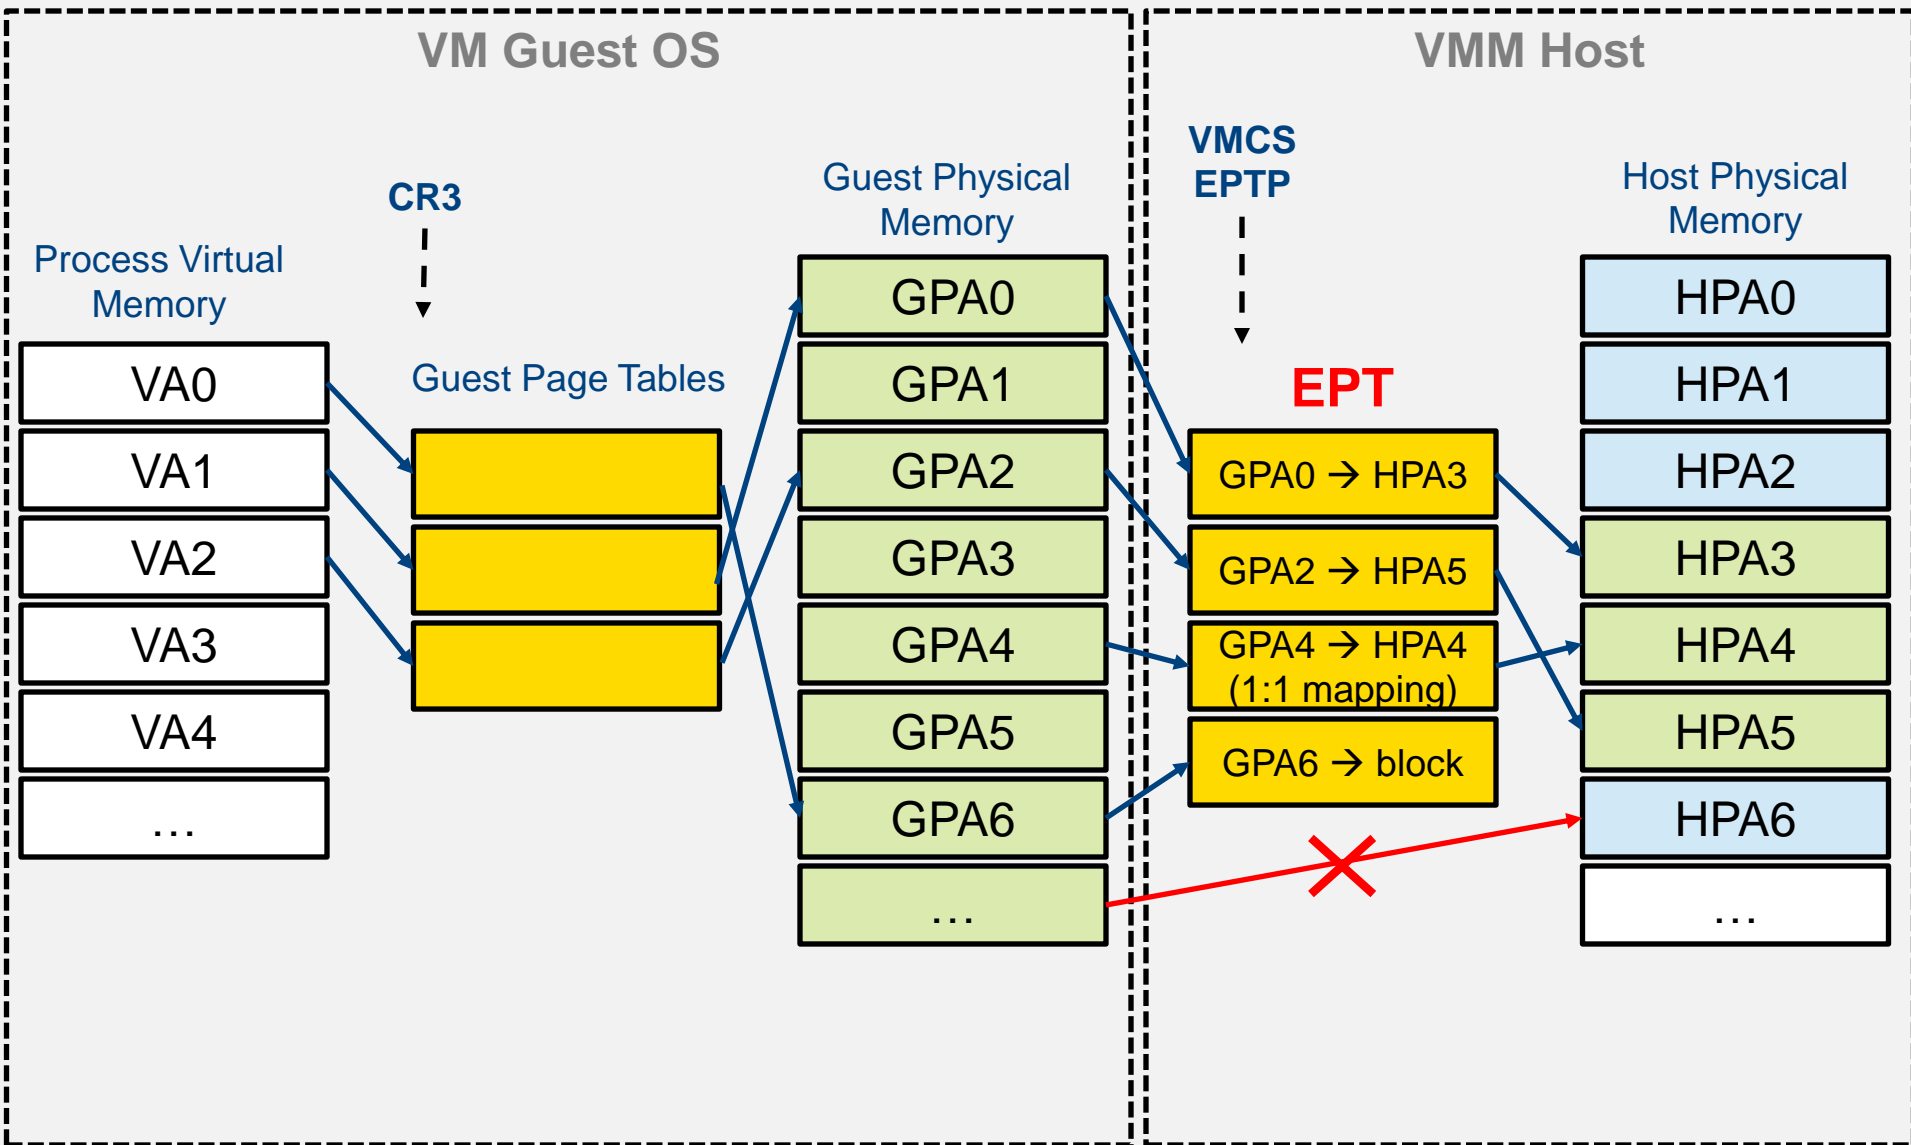 VM Guest OS
CR3
Process Virtual
Memory
VA0
VA1
VA2
VA3
VA4
...
Guest Page Tables
Guest Physical
Memory
GPA0
GPA1
GPA2
GPA3
GPA4
GPA5
GPA6
...
VMM Host
VMCS
EPTP
EPT
GPA0 → HPA3
GPA2 → HPA5
GPA4 → HPA4
(1:1 mapping)
GPA6 → block
Host Physical
Memory
HPA0
HPA1
HPA2
HPA3
HPA4
HPA5
HPA6
...